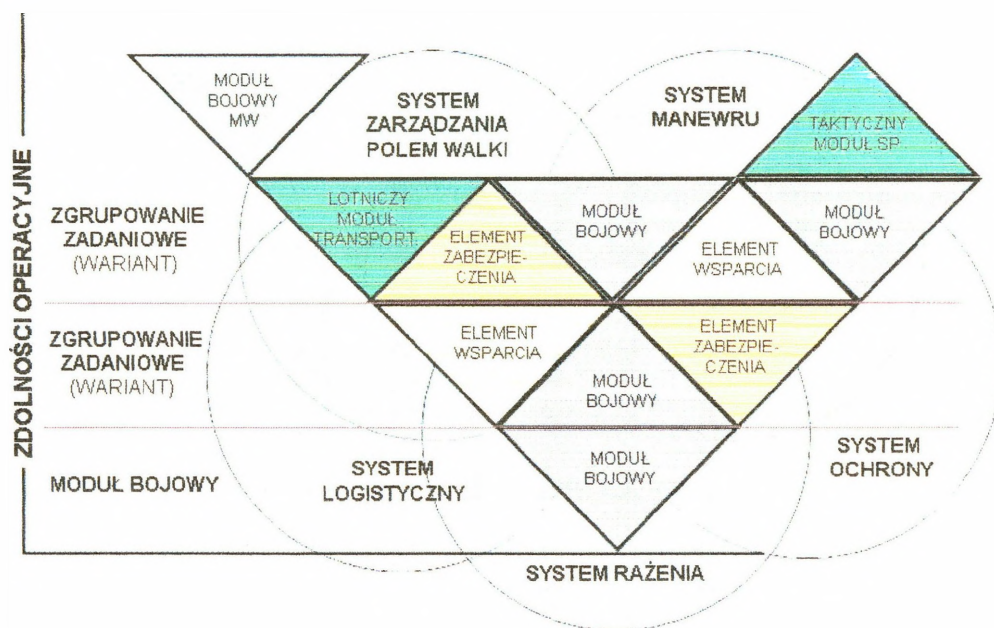 ZDOLNOŚCI OPERACYJNE
MODUŁ
BOJOWY
MW
SYSTEM
ZARZĄDZANIA
POLEM WALKI
SYSTEM
MANEWRU
TAKTYCZNY
MODUŁ SP
ZGRUPOWANIE
ZADANIOWE
(WARIANT)
LOTNICZY
MODUŁ
TRANSPORT.
ELEMENT
ZABEZPIE-
CZENIA
MODUŁ
BOJOWY
ELEMENT
WSPARCIA
MODUŁ
BOJOWY
ZGRUPOWANIE
ZADANIOWE
(WARIANT)
ELEMENT
WSPARCIA
MODUŁ
BOJOWY
ELEMENT
ZABEZPIE-
CZENIA
MODUŁ BOJOWY
SYSTEM
LOGISTYCZNY
MODUŁ
BOJOWY
SYSTEM
OCHRONY
SYSTEM RAŻENIA